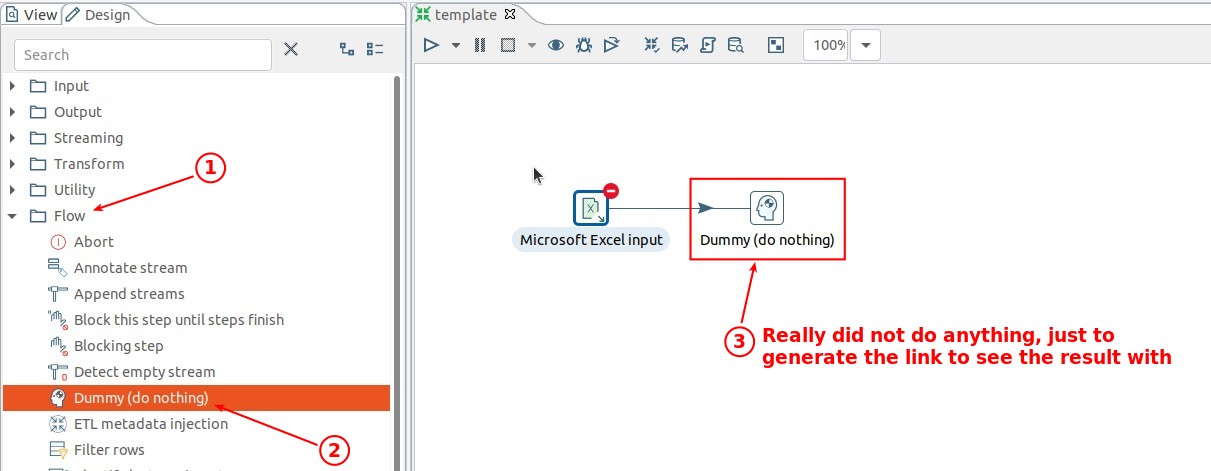 View
Design
template
Search
100%
Input
Output
Streaming
Transform
1
Utility
Flow
Abort
Annotate stream
Append streams
Block this step until steps finish
Blocking step
Detect empty stream
Dummy (do nothing)
ETL metadata injection
2
Filter rows
Microsoft Excel input
Dummy (do nothing)
3
Really did not do anything, just to
generate the link to see the result with